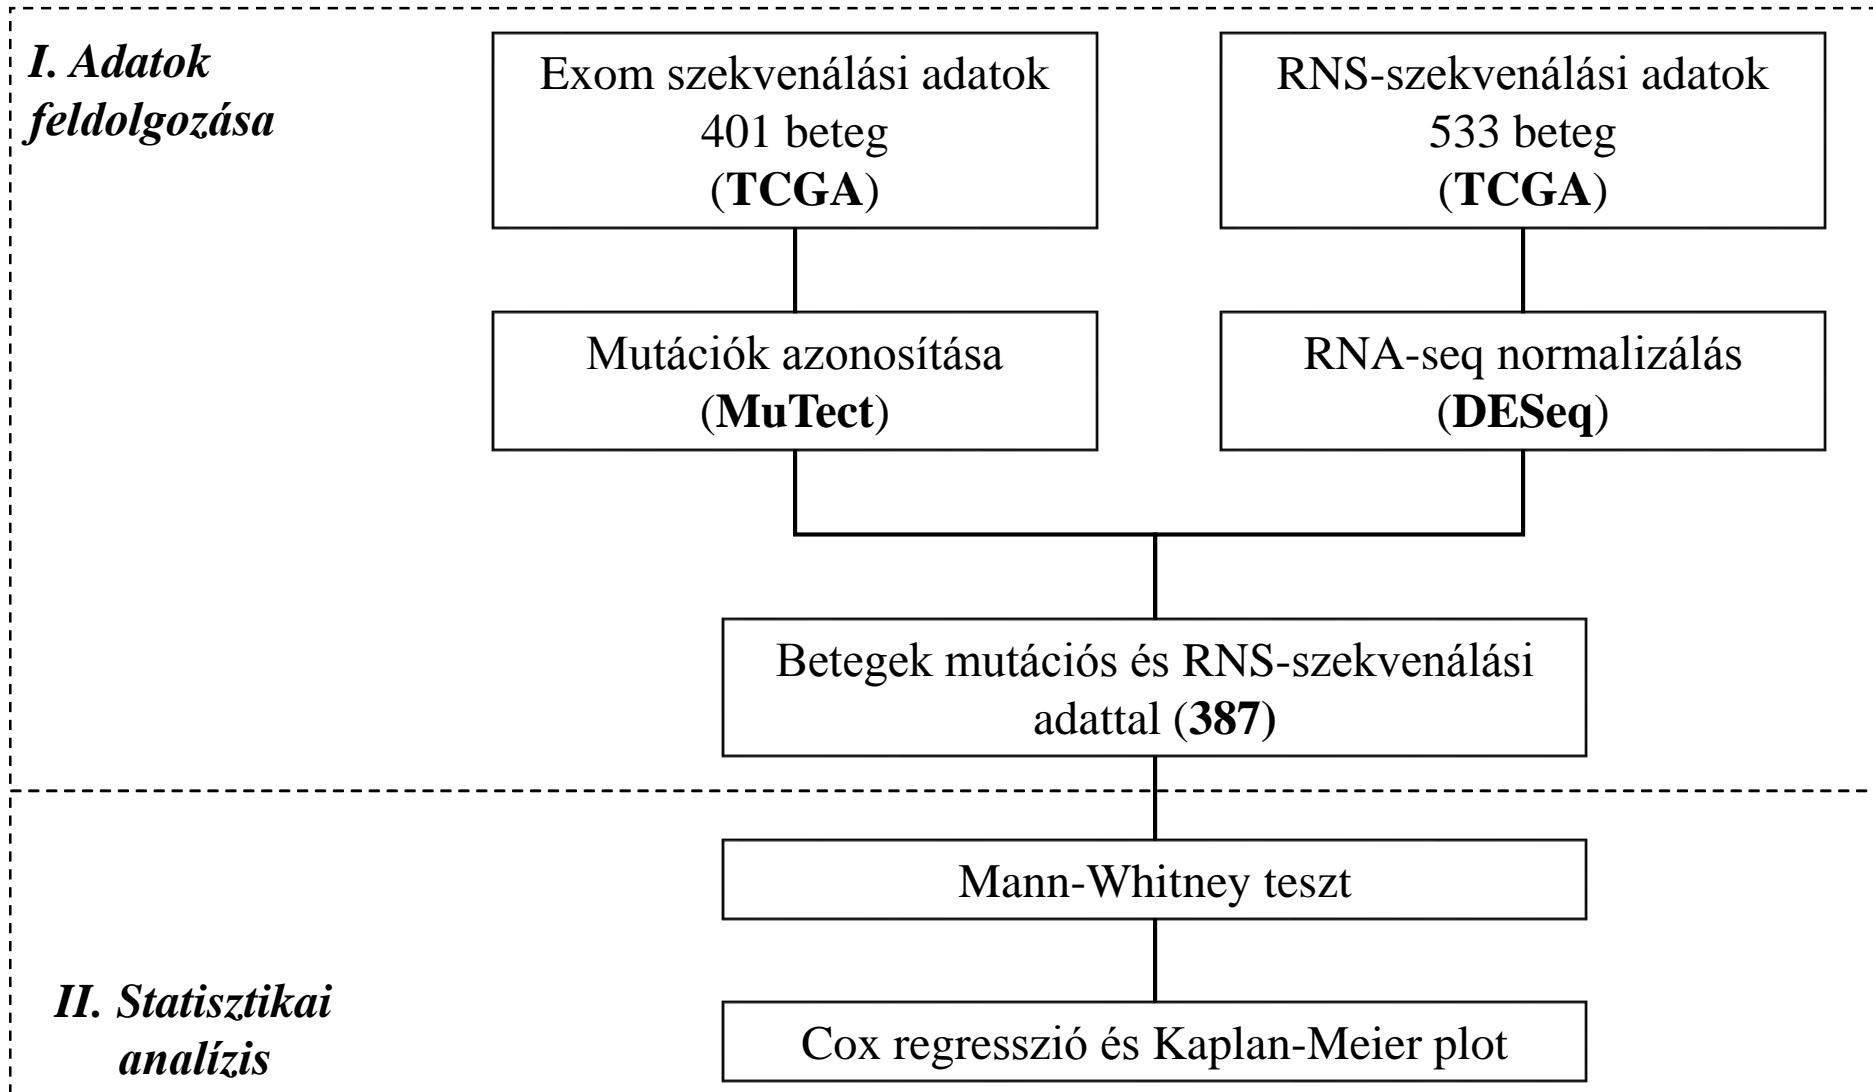 I. Adatok
feldolgozása
Exom szekvenálási adatok
401 beteg
(TCGA)
RNS-szekvenálási adatok
533 beteg
(TCGA)
Mutációk azonosítása
(MuTect)
RNA-seq normalizálás
(DESeq)
Betegek mutációs és RNS-szekvenálási
adattal (387)
Mann-Whitney teszt
II. Statisztikai
analízis
Cox regresszió és Kaplan-Meier plot